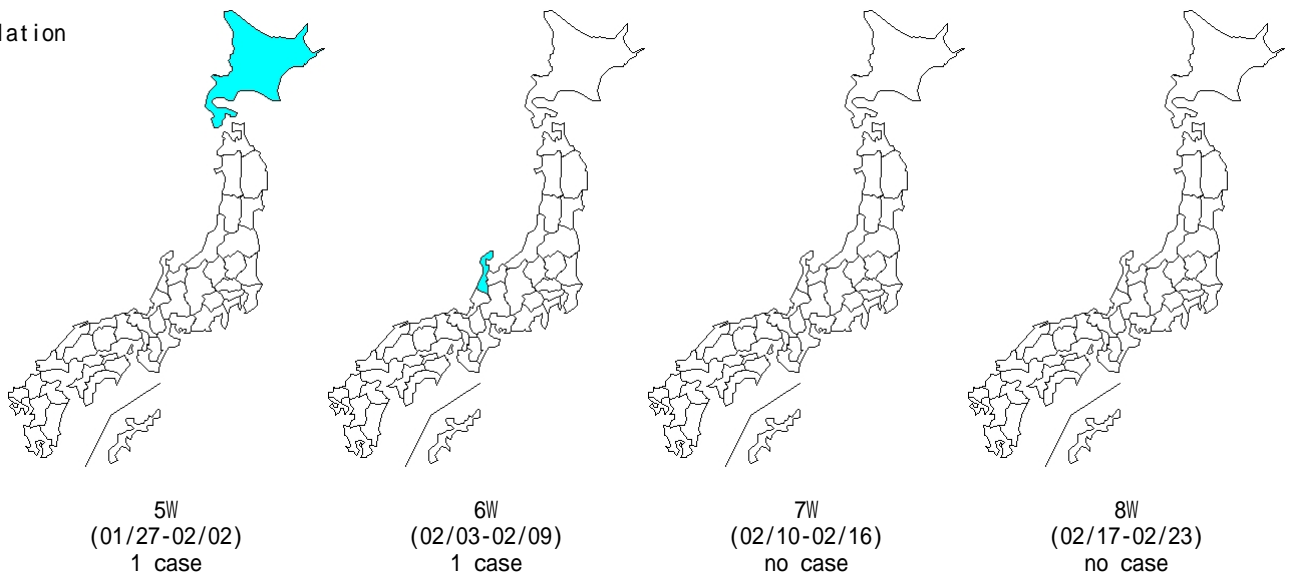 lation
5W
(01/27-02/02)
1 case
6W
(02/03-02/09)
1 case
7W
(02/10-02/16)
no case
8W
(02/17-02/23)
no case